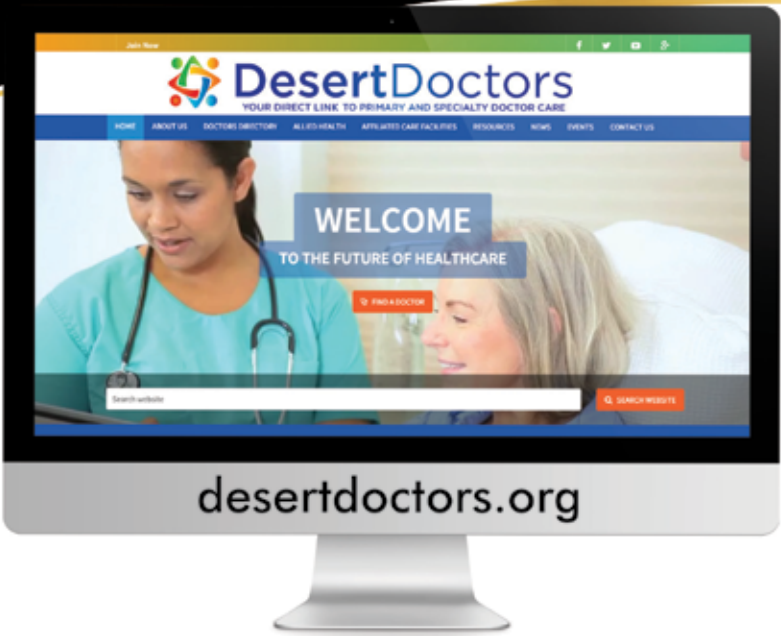 Join Now
DesertDoctors
YOUR DIRECT LINK TO PRIMARY AND SPECIALTY DOCTOR CARE
HOME ABOUT US DOCTORS DIRECTORY ALLIED HEALTH AFFILIATED CARE FACILITIES RESOURCES NEWS EVENTS CONTACT US
WELCOME
TO THE FUTURE OF HEALTHCARE
FIND A DOCTOR
Search website SEARCH WEBSITE
desertdoctors.org